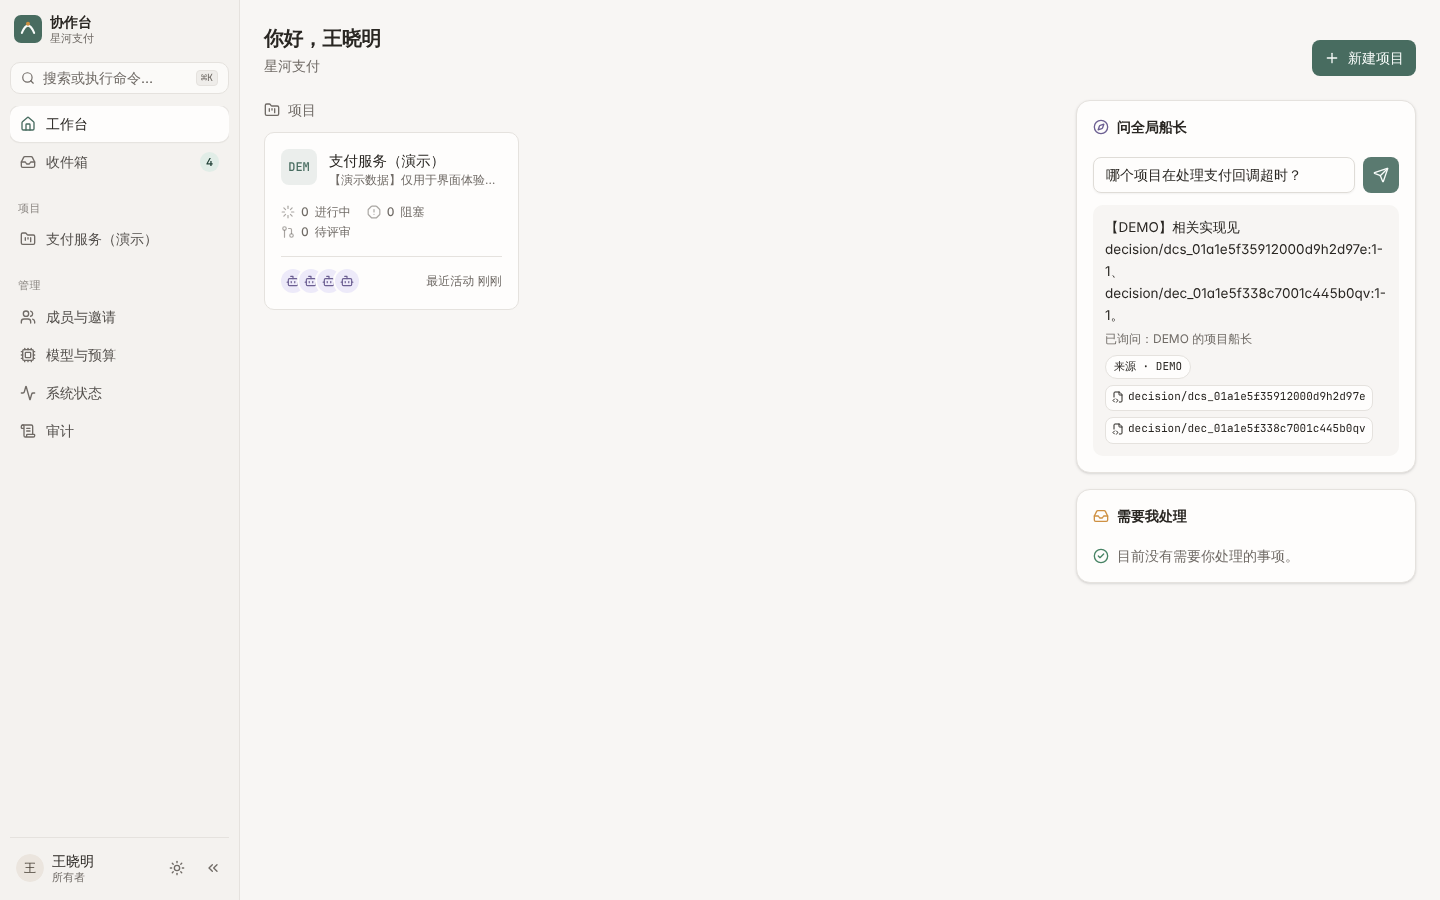 协作台
星河支付
搜索或执行命令...
⌘K
工作台
收件箱
4
项目
支付服务（演示）
管理
成员与邀请
模型与预算
系统状态
审计
王
王晓明
所有者
你好，王晓明
星河支付
新建项目
项目
DEM
支付服务（演示）
【演示数据】仅用于界面体验...
0 进行中
0 阻塞
0 待评审
最近活动 刚刚
问全局船长
哪个项目在处理支付回调超时？
【DEMO】相关实现见
decision/dcs_01a1e5f35912000d9h2d97e:1-
1、
decision/dec_01a1e5f338c7001c445b0qv:1-
1。
已询问：DEMO 的项目船长
来源 · DEMO
decision/dcs_01a1e5f35912000d9h2d97e
decision/dec_01a1e5f338c7001c445b0qv
需要我处理
目前没有需要你处理的事项。